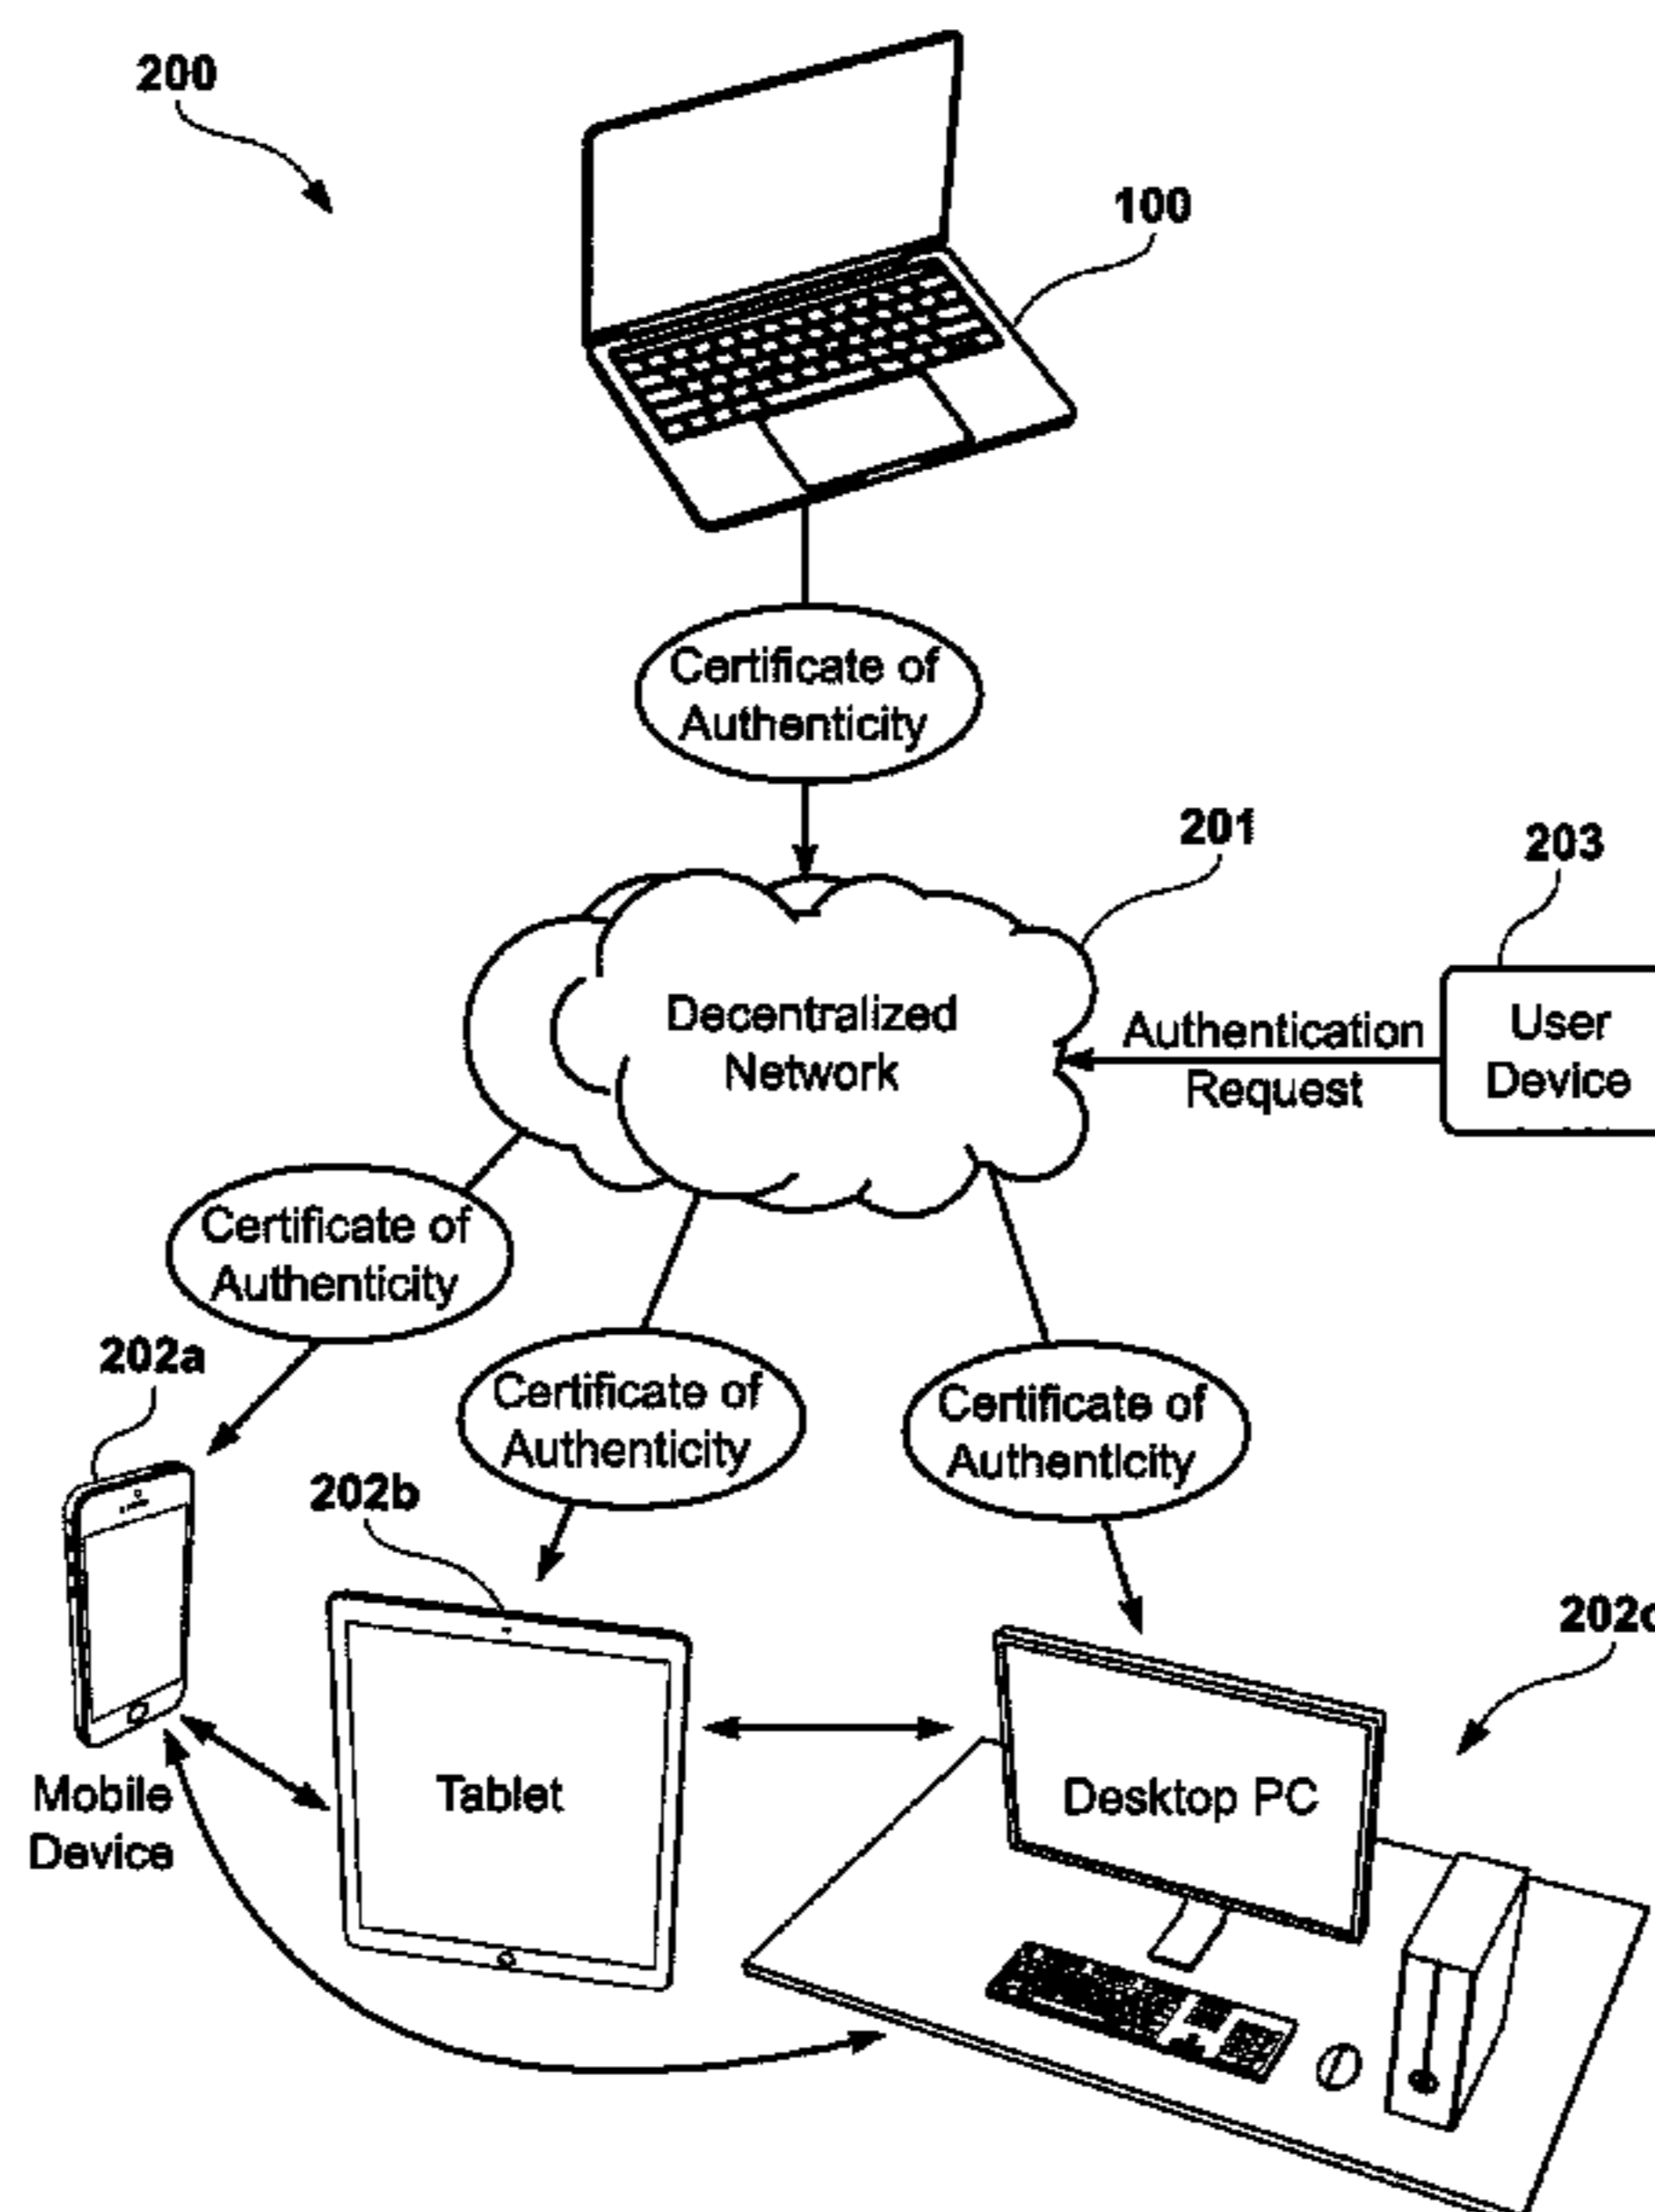 200
100
Certificate of
Authenticity
201
203
Decentralized
Network
Authentication
Request
User
Device
Certificate of
Authenticity
202a
Certificate of
Authenticity
Certificate of
Authenticity
202b
202c
Mobile
Device
Tablet
Desktop PC